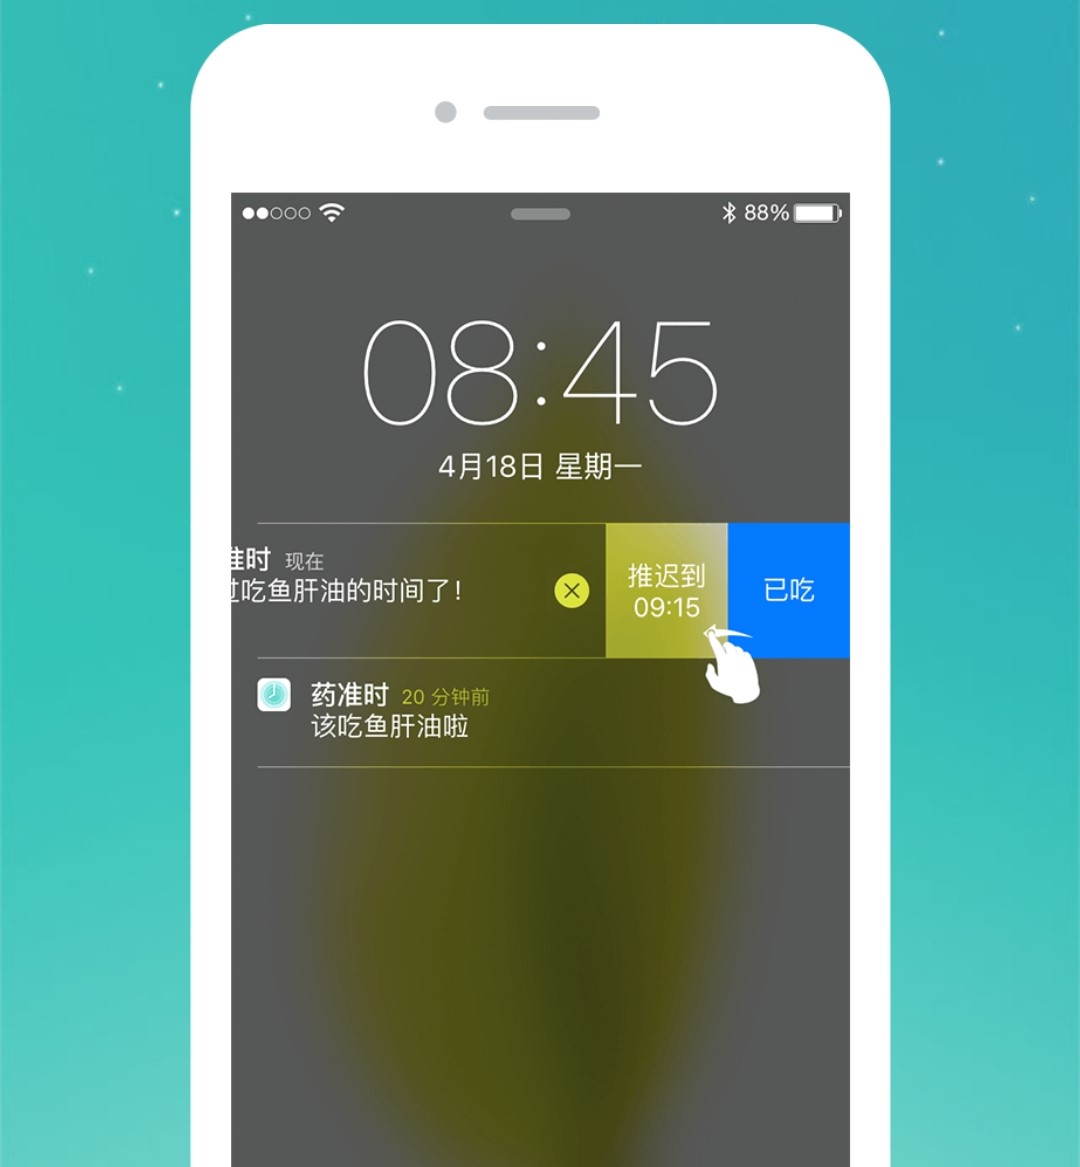 88%
08:45
4月18日 星期一
准时 现在
过吃鱼肝油的时间了！
推迟到
09:15
已吃
药准时 20 分钟前
该吃鱼肝油啦